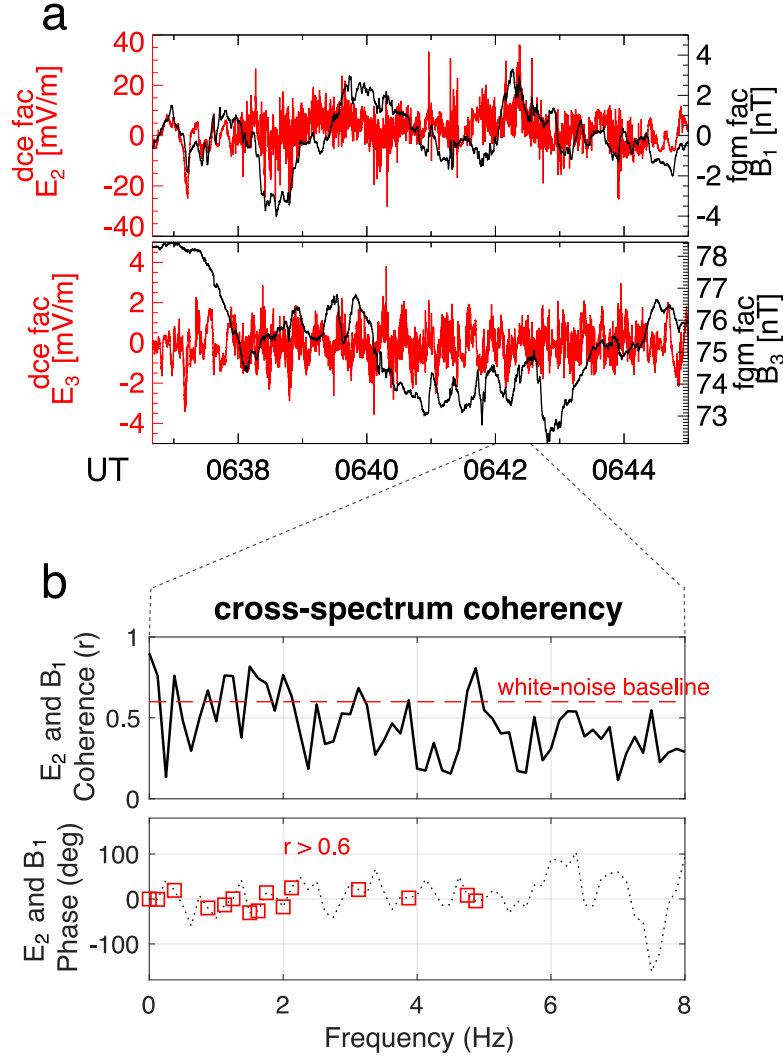 a
dce fac
E2 [mV/m]
40
20
0
-20
-40
4
2
0
-2
-4
fgm fac
B1 [nT]
dce fac
E3 [mV/m]
4
2
0
-2
-4
78
77
76
75
74
73
fgm fac
B3 [nT]
UT
0638
0640
0642
0644
b
cross-spectrum coherency
E2 and B1
Coherence (r)
1
0.5
0
white-noise baseline
E2 and B1
Phase (deg)
100
0
-100
r > 0.6
0
2
4
6
8
Frequency (Hz)